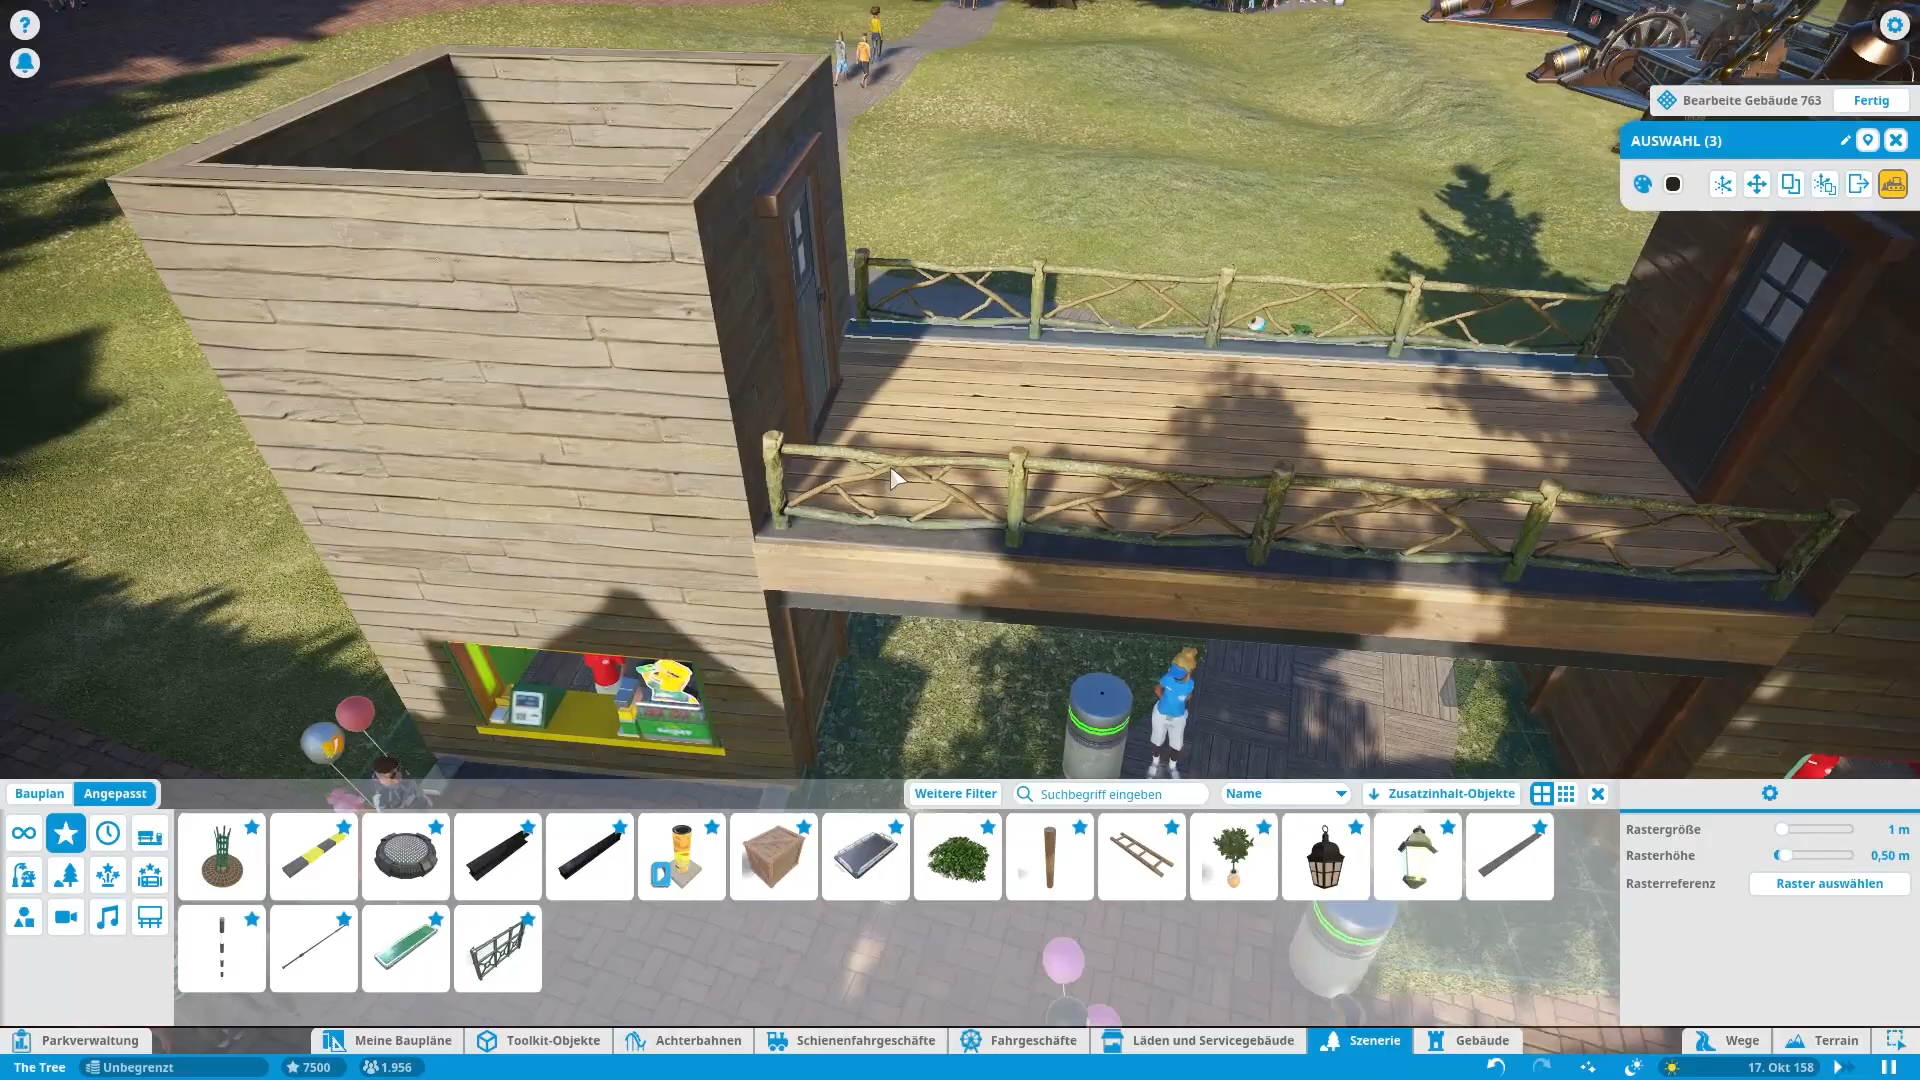 ?
Bearbeite Gebäude 763
Fertig
AUSWAHL (3)
Bauplan
Angepasst
Weitere Filter
Suchbegriff eingeben
Name
Zusatzinhalt-Objekte
Rastergröße
1 m
Rasterhöhe
0,50 m
Rasterreferenz
Raster auswählen
Parkverwaltung
Meine Baupläne
Toolkit-Objekte
Achterbahnen
Schienenfahrgeschäfte
Fahrgeschäfte
Läden und Servicegebäude
Szenerie
Gebäude
Wege
Terrain
The Tree
Unbegrenzt
7500
1.956
17. Okt 158